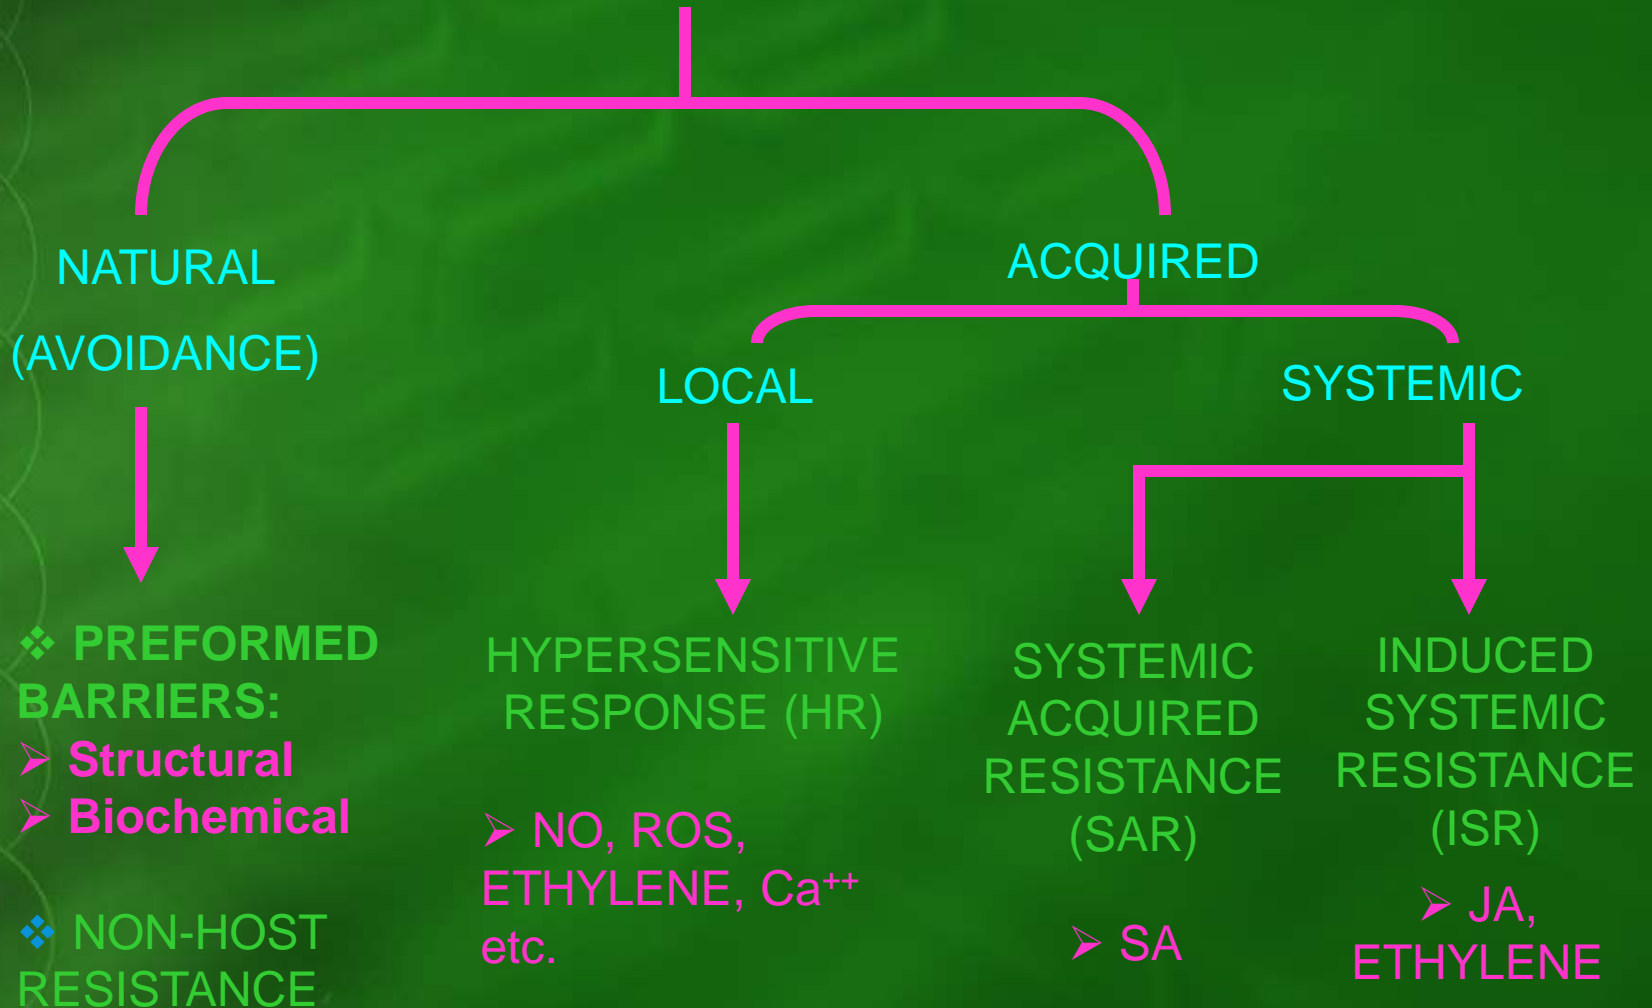 NATURAL
(AVOIDANCE)
ACQUIRED
LOCAL
SYSTEMIC
❖ PREFORMED
BARRIERS:
➢ Structural
➢ Biochemical
❖ NON-HOST
RESISTANCE
HYPERSENSITIVE
RESPONSE (HR)
➢ NO, ROS,
ETHYLENE, Ca⁺⁺
etc.
SYSTEMIC
ACQUIRED
RESISTANCE
(SAR)
➢ SA
INDUCED
SYSTEMIC
RESISTANCE
(ISR)
➢ JA,
ETHYLENE